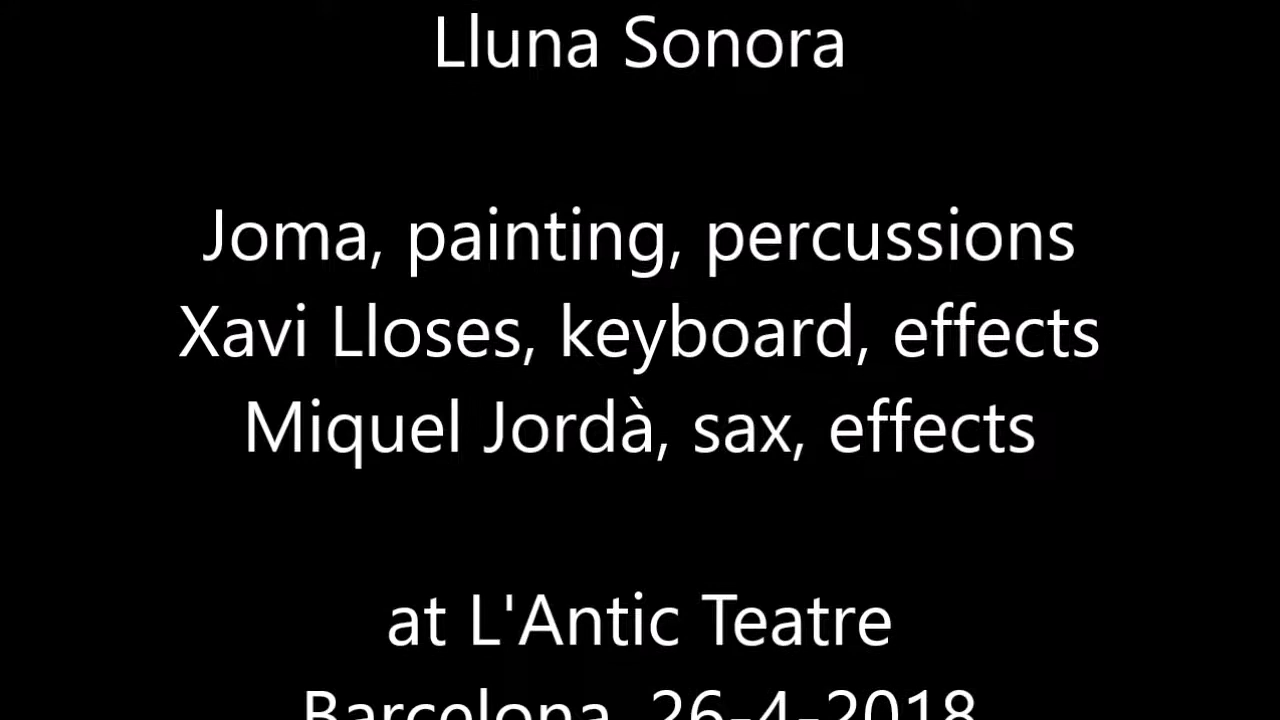 Lluna Sonora
Joma, painting, percussions
Xavi Lloses, keyboard, effects
Miquel Jordà, sax, effects
at L'Antic Teatre
Barcelona, 26-4-2018